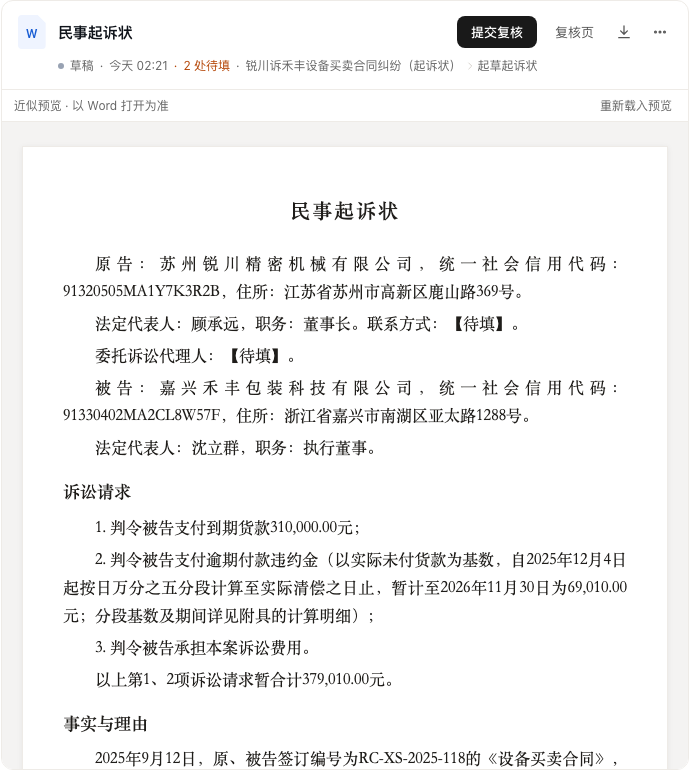 W 民事起诉状 提交复核 复核页
草稿 · 今天 02:21 · 2 处待填 · 锐川诉禾丰设备买卖合同纠纷（起诉状） > 起草起诉状
近似预览 · 以 Word 打开为准 重新载入预览
民事起诉状
原告：苏州锐川精密机械有限公司，统一社会信用代码：
91320505MA1Y7K3R2B，住所：江苏省苏州市高新区鹿山路369号。
法定代表人：顾承远，职务：董事长。联系方式：【待填】。
委托诉讼代理人：【待填】。
被告：嘉兴禾丰包装科技有限公司，统一社会信用代码：
91330402MA2CL8W57F，住所：浙江省嘉兴市南湖区亚太路1288号。
法定代表人：沈立群，职务：执行董事。
诉讼请求
1. 判令被告支付到期货款310,000.00元；
2. 判令被告支付逾期付款违约金（以实际未付货款为基数，自2025年12月4日
起按日万分之五分段计算至实际清偿之日止，暂计至2026年11月30日为69,010.00
元；分段基数及期间详见附具的计算明细）；
3. 判令被告承担本案诉讼费用。
以上第1、2项诉讼请求暂合计379,010.00元。
事实与理由
2025年9月12日，原、被告签订编号为RC-XS-2025-118的《设备买卖合同》，